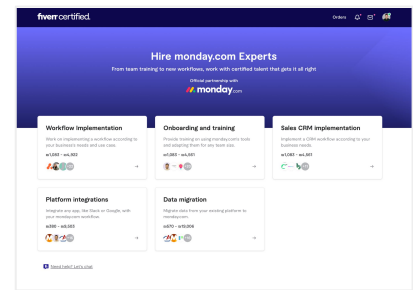 fiverr certified.
Orders
Hire monday.com Experts
From team training to new workflows, work with certified talent that gets it all right
Official partnership with
monday.com
Workflow Implementation
Work on implementing a workflow according to
your business's needs and use case.
Onboarding and training
Provide training on using monday.com's tools
and adapting them for any team size.
Sales CRM implementation
Implement a CRM workflow according to your
business needs.
Platform integrations
Integrate any app, like Slack or Google, with
your monday.com workflow.
Data migration
Migrate data from your existing platform to
monday.com.
Need help? Let's chat